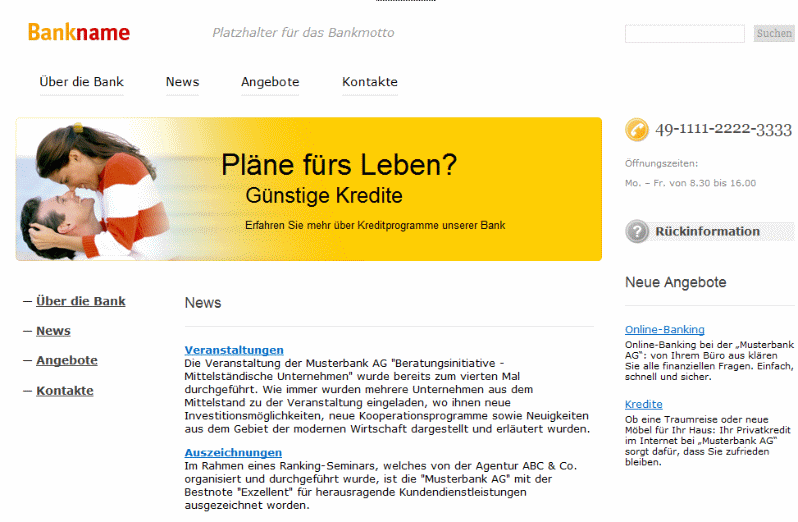 Bankname
Platzhalter für das Bankmotto
Suchen
Über die Bank
News
Angebote
Kontakte
Pläne fürs Leben?
Günstige Kredite
Erfahren Sie mehr über Kreditprogramme unserer Bank
49-1111-2222-3333
Öffnungszeiten:
Mo. – Fr. von 8.30 bis 16.00
Rückinformation
— Über die Bank
— News
— Angebote
— Kontakte
News
Veranstaltungen
Die Veranstaltung der Musterbank AG "Beratungsinitiative -
Mittelständische Unternehmen" wurde bereits zum vierten Mal
durchgeführt. Wie immer wurden mehrere Unternehmen aus dem
Mittelstand zu der Veranstaltung eingeladen, wo ihnen neue
Investitionsmöglichkeiten, neue Kooperationsprogramme sowie Neuigkeiten
aus dem Gebiet der modernen Wirtschaft dargestellt und erläutert wurden.
Auszeichnungen
Im Rahmen eines Ranking-Seminars, welches von der Agentur ABC & Co.
organisiert und durchgeführt wurde, ist die "Musterbank AG" mit der
Bestnote "Exzellent" für herausragende Kundendienstleistungen
ausgezeichnet worden.
Neue Angebote
Online-Banking
Online-Banking bei der „Musterbank
AG“: von Ihrem Büro aus klären
Sie alle finanziellen Fragen. Einfach,
schnell und sicher.
Kredite
Ob eine Traumreise oder neue
Möbel für Ihr Haus: Ihr Privatkredit
im Internet bei „Musterbank AG“
sorgt dafür, dass Sie zufrieden
bleiben.